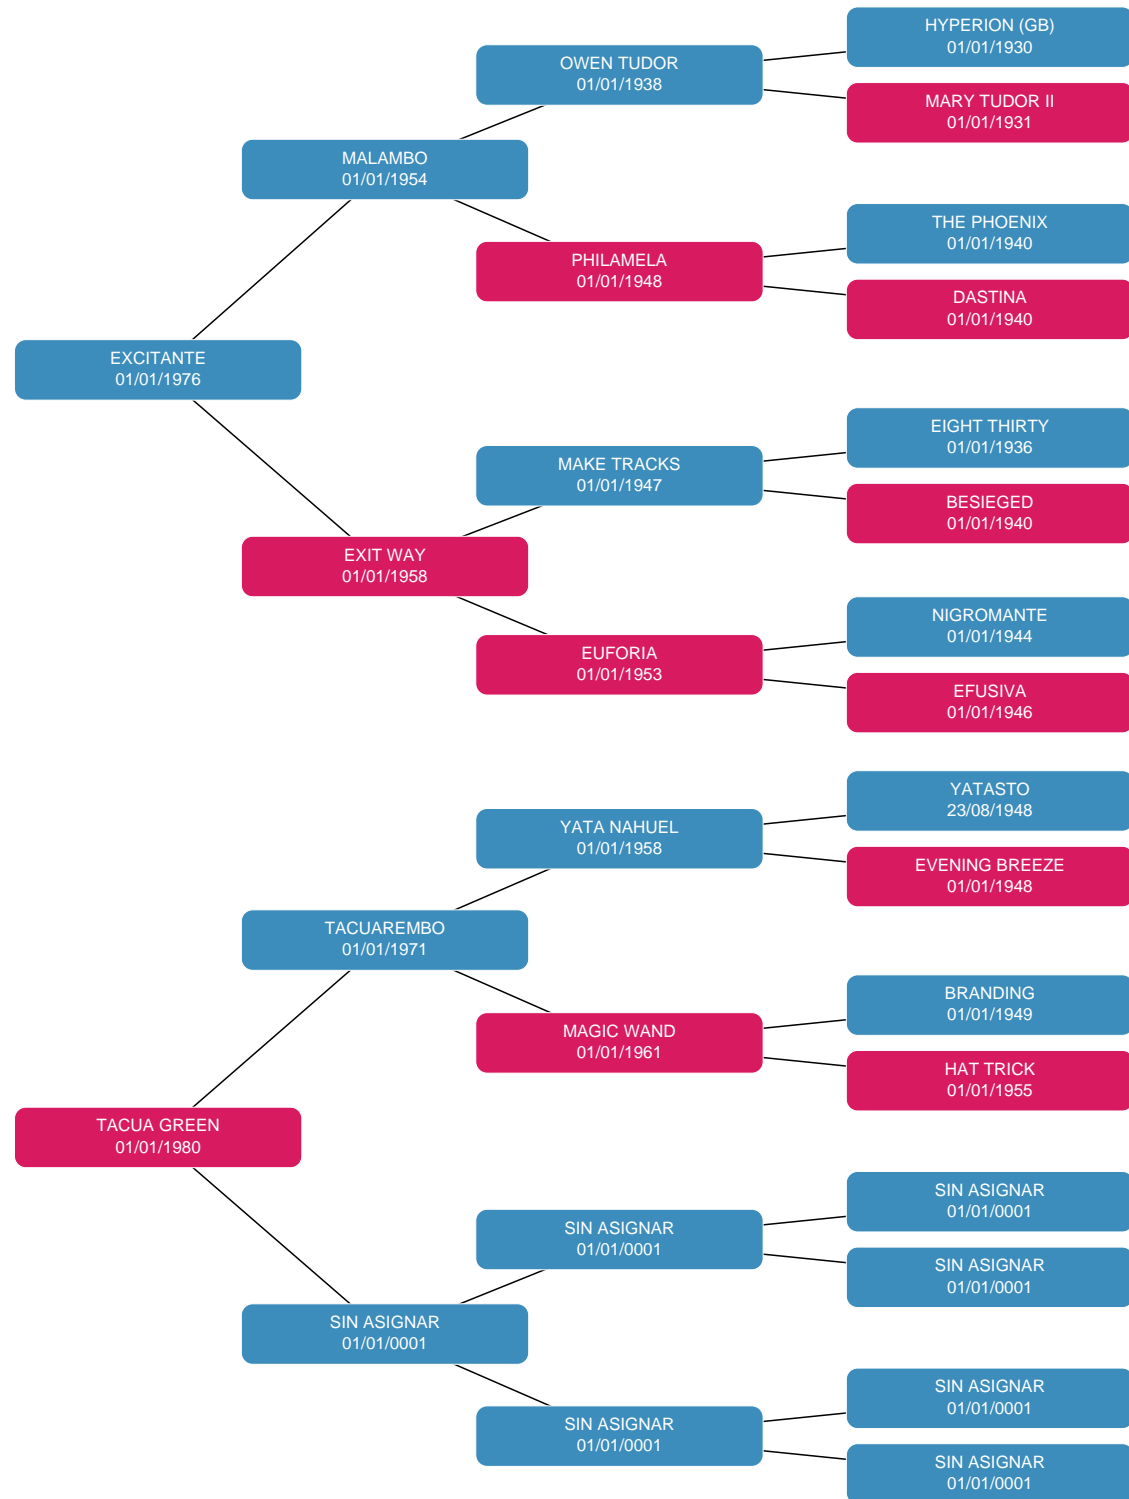 HYPERION (GB)
01/01/1930
OWEN TUDOR
01/01/1938
MARY TUDOR II
01/01/1931
MALAMBO
01/01/1954
THE PHOENIX
01/01/1940
PHILAMELA
01/01/1948
DASTINA
01/01/1940
EXCITANTE
01/01/1976
EIGHT THIRTY
01/01/1936
MAKE TRACKS
01/01/1947
BESIEGED
01/01/1940
EXIT WAY
01/01/1958
NIGROMANTE
01/01/1944
EUFORIA
01/01/1953
EFUSIVA
01/01/1946
YATASTO
23/08/1948
YATA NAHUEL
01/01/1958
EVENING BREEZE
01/01/1948
TACUAREMBO
01/01/1971
BRANDING
01/01/1949
MAGIC WAND
01/01/1961
HAT TRICK
01/01/1955
TACUA GREEN
01/01/1980
SIN ASIGNAR
01/01/0001
SIN ASIGNAR
01/01/0001
SIN ASIGNAR
01/01/0001
SIN ASIGNAR
01/01/0001
SIN ASIGNAR
01/01/0001
SIN ASIGNAR
01/01/0001
SIN ASIGNAR
01/01/0001